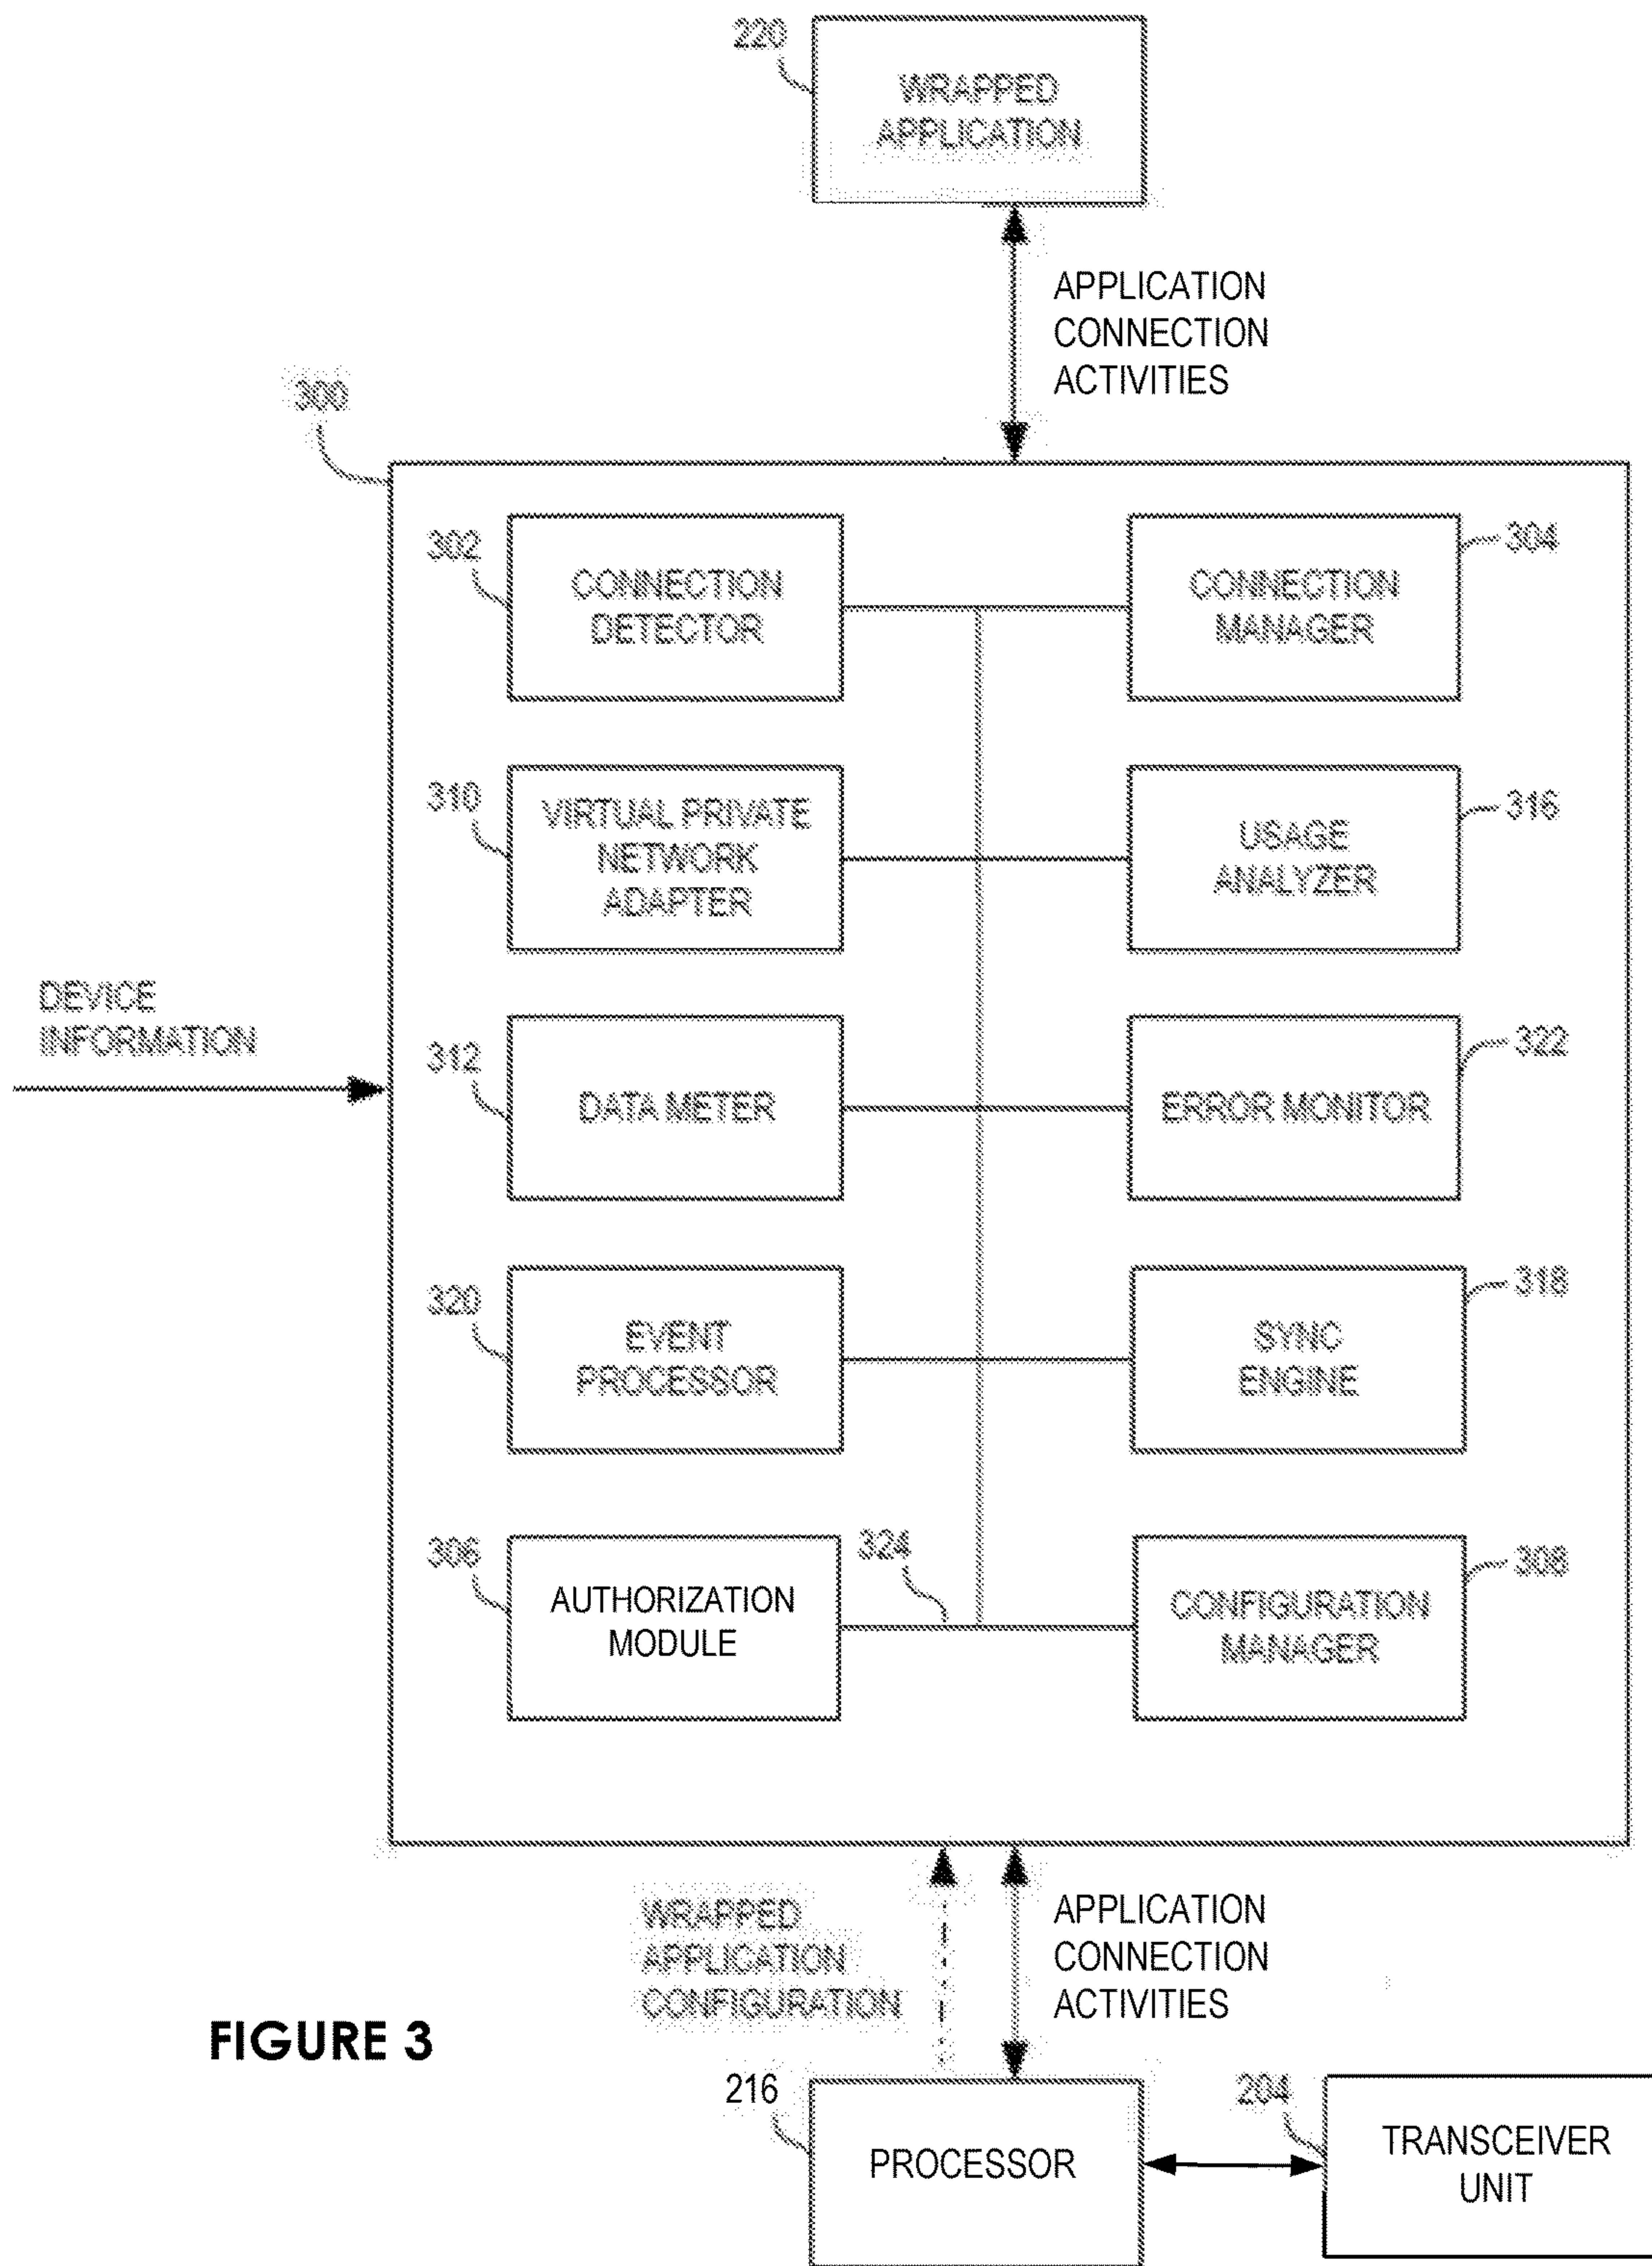 220
WRAPPED
APPLICATION
APPLICATION
CONNECTION
ACTIVITIES
300
302
CONNECTION
DETECTOR
304
CONNECTION
MANAGER
310
VIRTUAL PRIVATE
NETWORK
ADAPTER
316
USAGE
ANALYZER
DEVICE
INFORMATION
312
DATA METER
322
ERROR MONITOR
320
EVENT
PROCESSOR
318
SYNC
ENGINE
306
AUTHORIZATION
MODULE
324
308
CONFIGURATION
MANAGER
WRAPPED
APPLICATION
CONFIGURATION
APPLICATION
CONNECTION
ACTIVITIES
FIGURE 3
216
PROCESSOR
204
TRANSCEIVER
UNIT